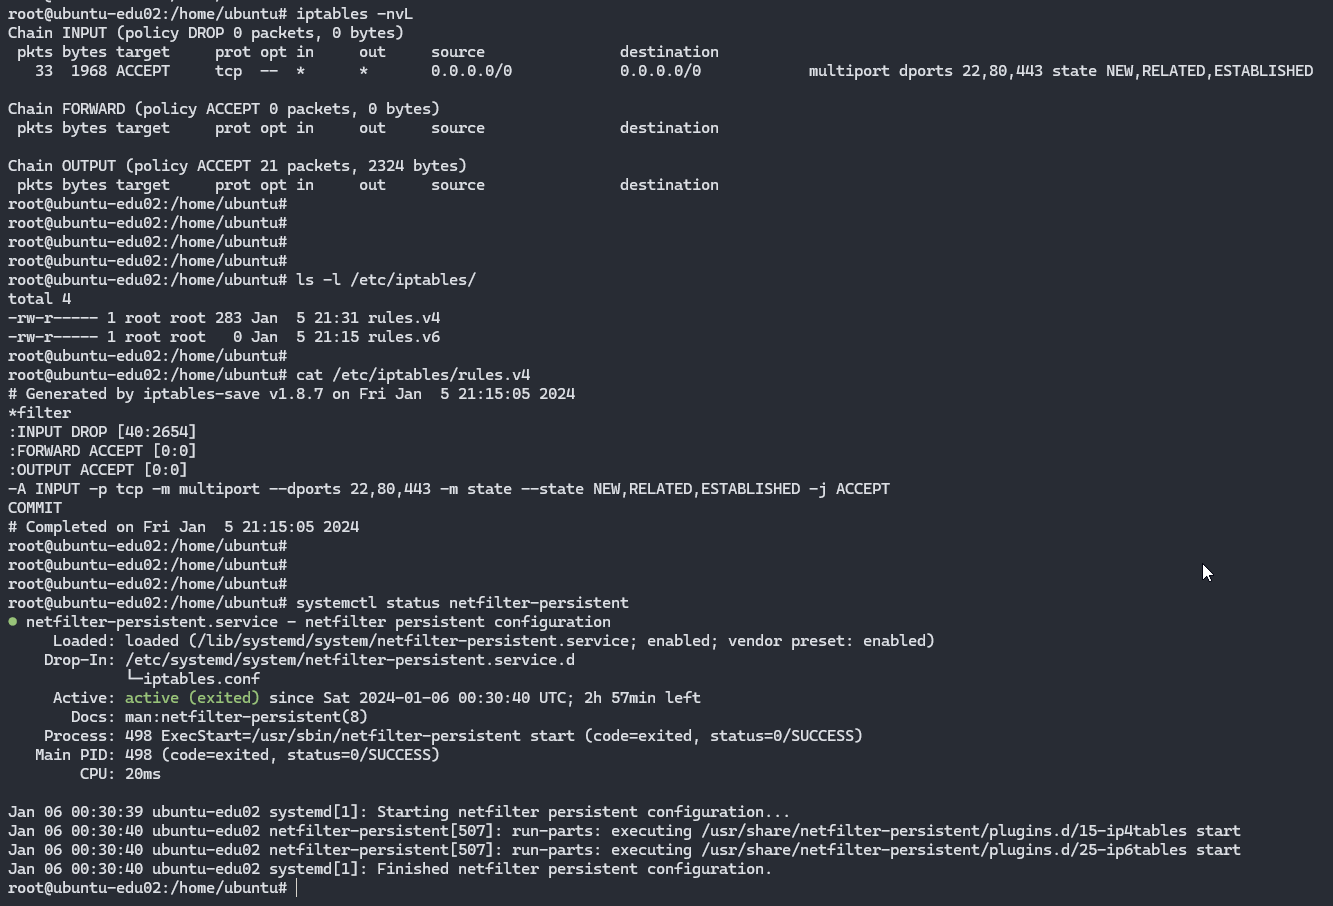 root@ubuntu-edu02:/home/ubuntu# iptables -nvL
Chain INPUT (policy DROP 0 packets, 0 bytes)
 pkts bytes target     prot opt in     out     source               destination
   33  1968 ACCEPT     tcp  --  *      *       0.0.0.0/0            0.0.0.0/0            multiport dports 22,80,443 state NEW,RELATED,ESTABLISHED

Chain FORWARD (policy ACCEPT 0 packets, 0 bytes)
 pkts bytes target     prot opt in     out     source               destination

Chain OUTPUT (policy ACCEPT 21 packets, 2324 bytes)
 pkts bytes target     prot opt in     out     source               destination
root@ubuntu-edu02:/home/ubuntu#
root@ubuntu-edu02:/home/ubuntu#
root@ubuntu-edu02:/home/ubuntu#
root@ubuntu-edu02:/home/ubuntu#
root@ubuntu-edu02:/home/ubuntu# ls -l /etc/iptables/
total 4
-rw-r----- 1 root root 283 Jan  5 21:31 rules.v4
-rw-r----- 1 root root   0 Jan  5 21:15 rules.v6
root@ubuntu-edu02:/home/ubuntu#
root@ubuntu-edu02:/home/ubuntu# cat /etc/iptables/rules.v4
# Generated by iptables-save v1.8.7 on Fri Jan  5 21:15:05 2024
*filter
:INPUT DROP [40:2654]
:FORWARD ACCEPT [0:0]
:OUTPUT ACCEPT [0:0]
-A INPUT -p tcp -m multiport --dports 22,80,443 -m state --state NEW,RELATED,ESTABLISHED -j ACCEPT
COMMIT
# Completed on Fri Jan  5 21:15:05 2024
root@ubuntu-edu02:/home/ubuntu#
root@ubuntu-edu02:/home/ubuntu#
root@ubuntu-edu02:/home/ubuntu#
root@ubuntu-edu02:/home/ubuntu# systemctl status netfilter-persistent
● netfilter-persistent.service - netfilter persistent configuration
     Loaded: loaded (/lib/systemd/system/netfilter-persistent.service; enabled; vendor preset: enabled)
    Drop-In: /etc/systemd/system/netfilter-persistent.service.d
             └─iptables.conf
     Active: active (exited) since Sat 2024-01-06 00:30:40 UTC; 2h 57min left
       Docs: man:netfilter-persistent(8)
    Process: 498 ExecStart=/usr/sbin/netfilter-persistent start (code=exited, status=0/SUCCESS)
   Main PID: 498 (code=exited, status=0/SUCCESS)
        CPU: 20ms

Jan 06 00:30:39 ubuntu-edu02 systemd[1]: Starting netfilter persistent configuration...
Jan 06 00:30:40 ubuntu-edu02 netfilter-persistent[507]: run-parts: executing /usr/share/netfilter-persistent/plugins.d/15-ip4tables start
Jan 06 00:30:40 ubuntu-edu02 netfilter-persistent[507]: run-parts: executing /usr/share/netfilter-persistent/plugins.d/25-ip6tables start
Jan 06 00:30:40 ubuntu-edu02 systemd[1]: Finished netfilter persistent configuration.
root@ubuntu-edu02:/home/ubuntu#